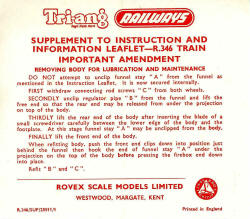 Tri-ang RAILWAYS
SUPPLEMENT TO INSTRUCTION AND
INFORMATION LEAFLET—R.346 TRAIN
IMPORTANT AMENDMENT
REMOVING BODY FOR LUBRICATION AND MAINTENANCE
DO NOT attempt to unclip funnel stay "A" from the funnel as
mentioned in the Instruction Leaflet. It is now secured internally.
FIRST withdraw connecting rod screws "C" from both wheels.
SECONDLY unclip regulator pipe "B" from the funnel and lift the
free end so that the rear end may be released from under the projection
on top of the body.
THIRDLY lift the rear end of the body after inserting the blade of a
small screwdriver carefully between the lower edge of the body and the
footplate. At this stage funnel stay "A" may be unclipped from the body.
FINALLY lift the front end of the body.
When refitting body, push the front end clips down into position just
behind the funnel and hook the end of funnel stay "A" under the
projection on top of the body before pressing the firebox end down
into place.
Refit "B" and "C".
ROVEX SCALE MODELS LIMITED
WESTWOOD, MARGATE, KENT
R.346/SUP/1
Printed in England